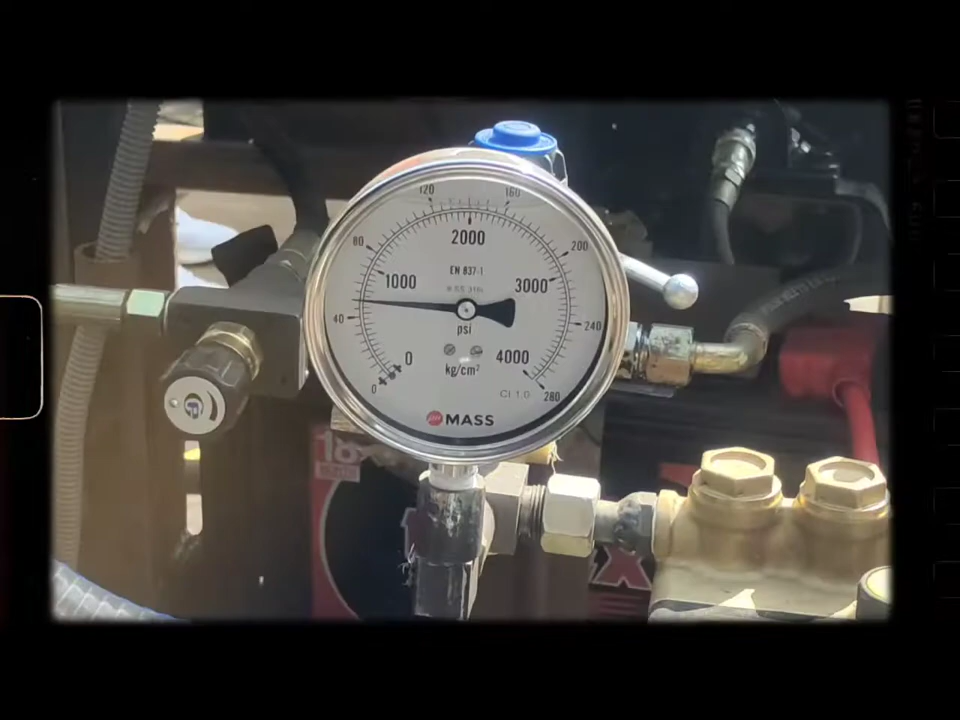 120 160
80 2000 200
EN 837-1
1000 S.S.316L 3000
40 psi 240
0 4000
kg/cm²
0 Cl 1.0 280
MASS